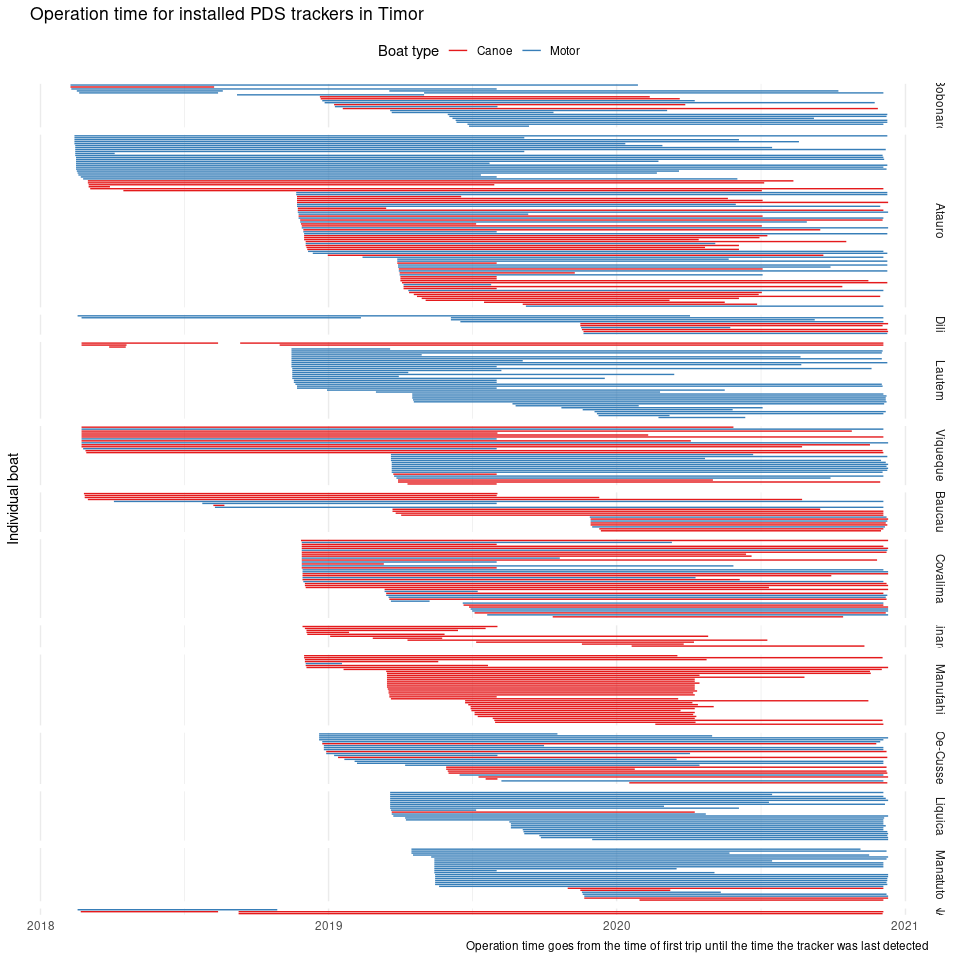 Operation time for installed PDS trackers in Timor
Boat type Canoe Motor
Individual boat
Atauro
Dili
Lautem
Viqueque
Baucau
Covalima
Manufahi
Oe-Cusse
Liquica
Manatuto
2018 2019 2020 2021
Operation time goes from the time of first trip until the time the tracker was last detected